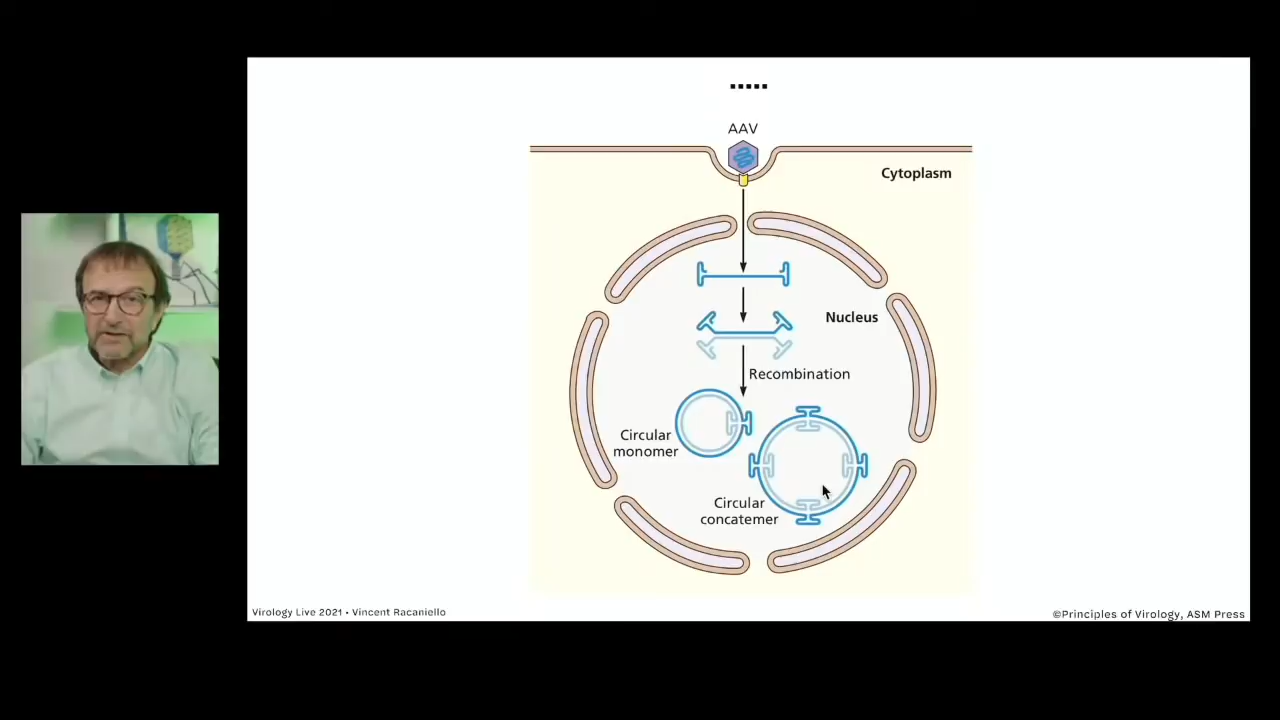 .....
AAV
Cytoplasm
Nucleus
Recombination
Circular
monomer
Circular
concatemer
Virology Live 2021 • Vincent Racaniello
©Principles of Virology, ASM Press